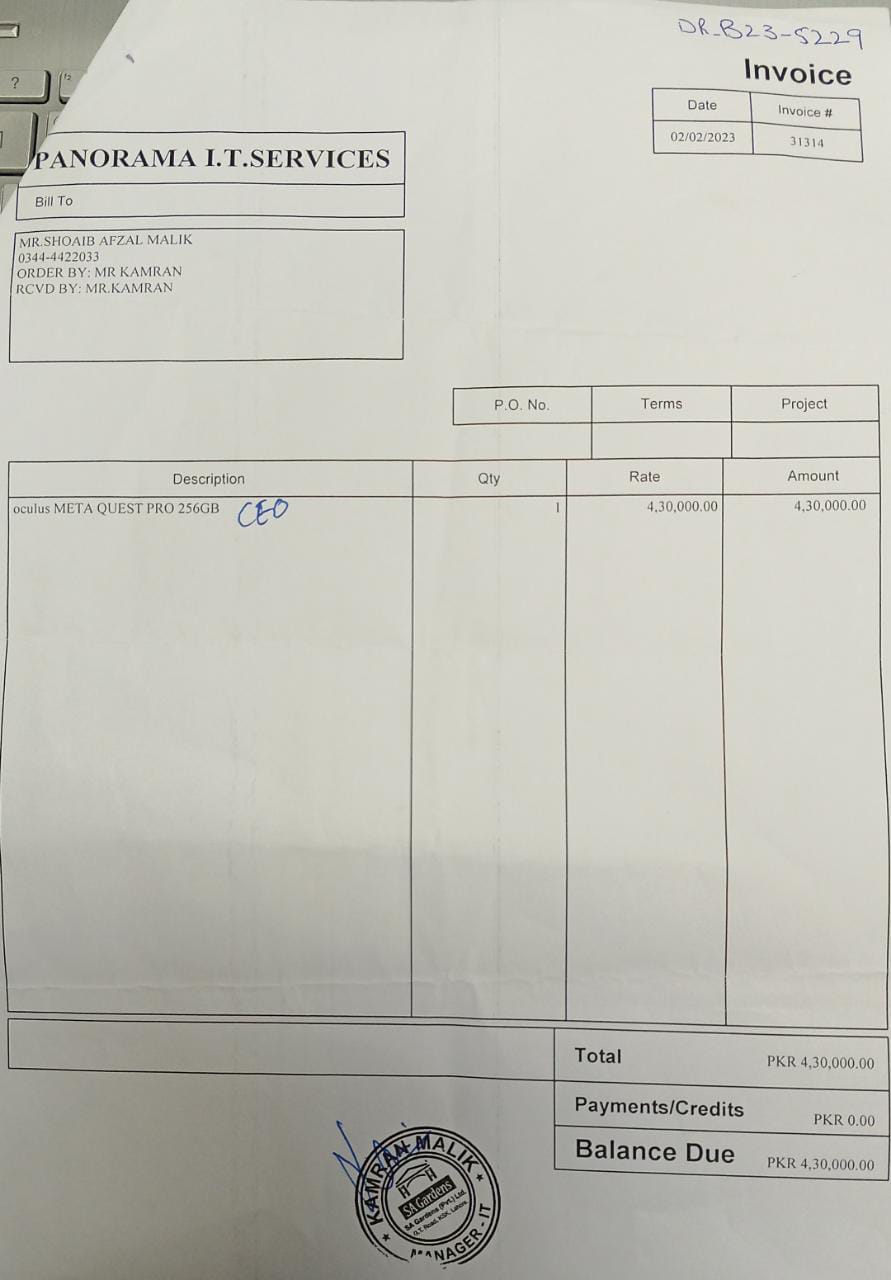 DR-B23-5229
Invoice
Date Invoice #
02/02/2023 31314
PANORAMA I.T.SERVICES
Bill To
MR.SHOAIB AFZAL MALIK
0344-4422033
ORDER BY: MR KAMRAN
RCVD BY: MR.KAMRAN
P.O. No. Terms Project
Description Qty Rate Amount
oculus META QUEST PRO 256GB CEO 1 4,30,000.00 4,30,000.00
Total PKR 4,30,000.00
Payments/Credits PKR 0.00
Balance Due PKR 4,30,000.00
KAMRAN MALIK
SA Gardens
SA Gardens (Pvt.) Ltd.
G.T. Road, KSK, Lahore.
MANAGER - IT
?